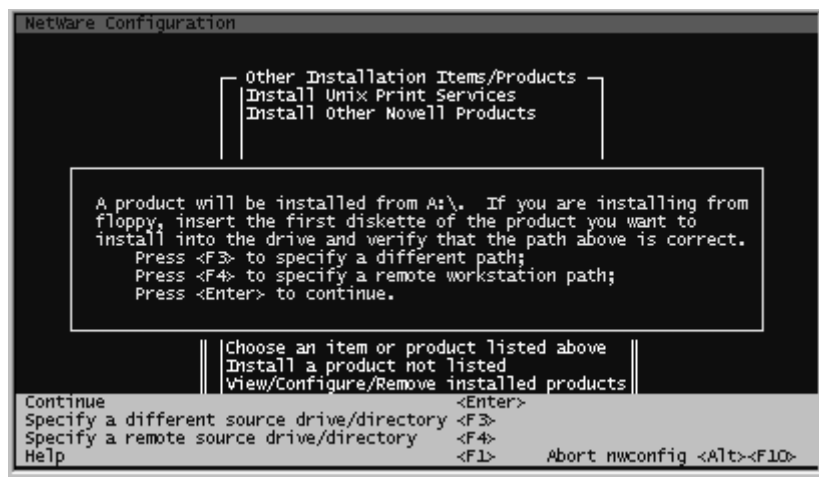 NetWare Configuration
Other Installation Items/Products
Install Unix Print Services
Install Other Novell Products
A product will be installed from A:\. If you are installing from
floppy, insert the first diskette of the product you want to
install into the drive and verify that the path above is correct.
Press <F3> to specify a different path;
Press <F4> to specify a remote workstation path;
Press <Enter> to continue.
Choose an item or product listed above
Install a product not listed
View/Configure/Remove installed products
Continue <Enter>
Specify a different source drive/directory <F3>
Specify a remote source drive/directory <F4>
Help <F1> Abort nwconfig <Alt><F10>